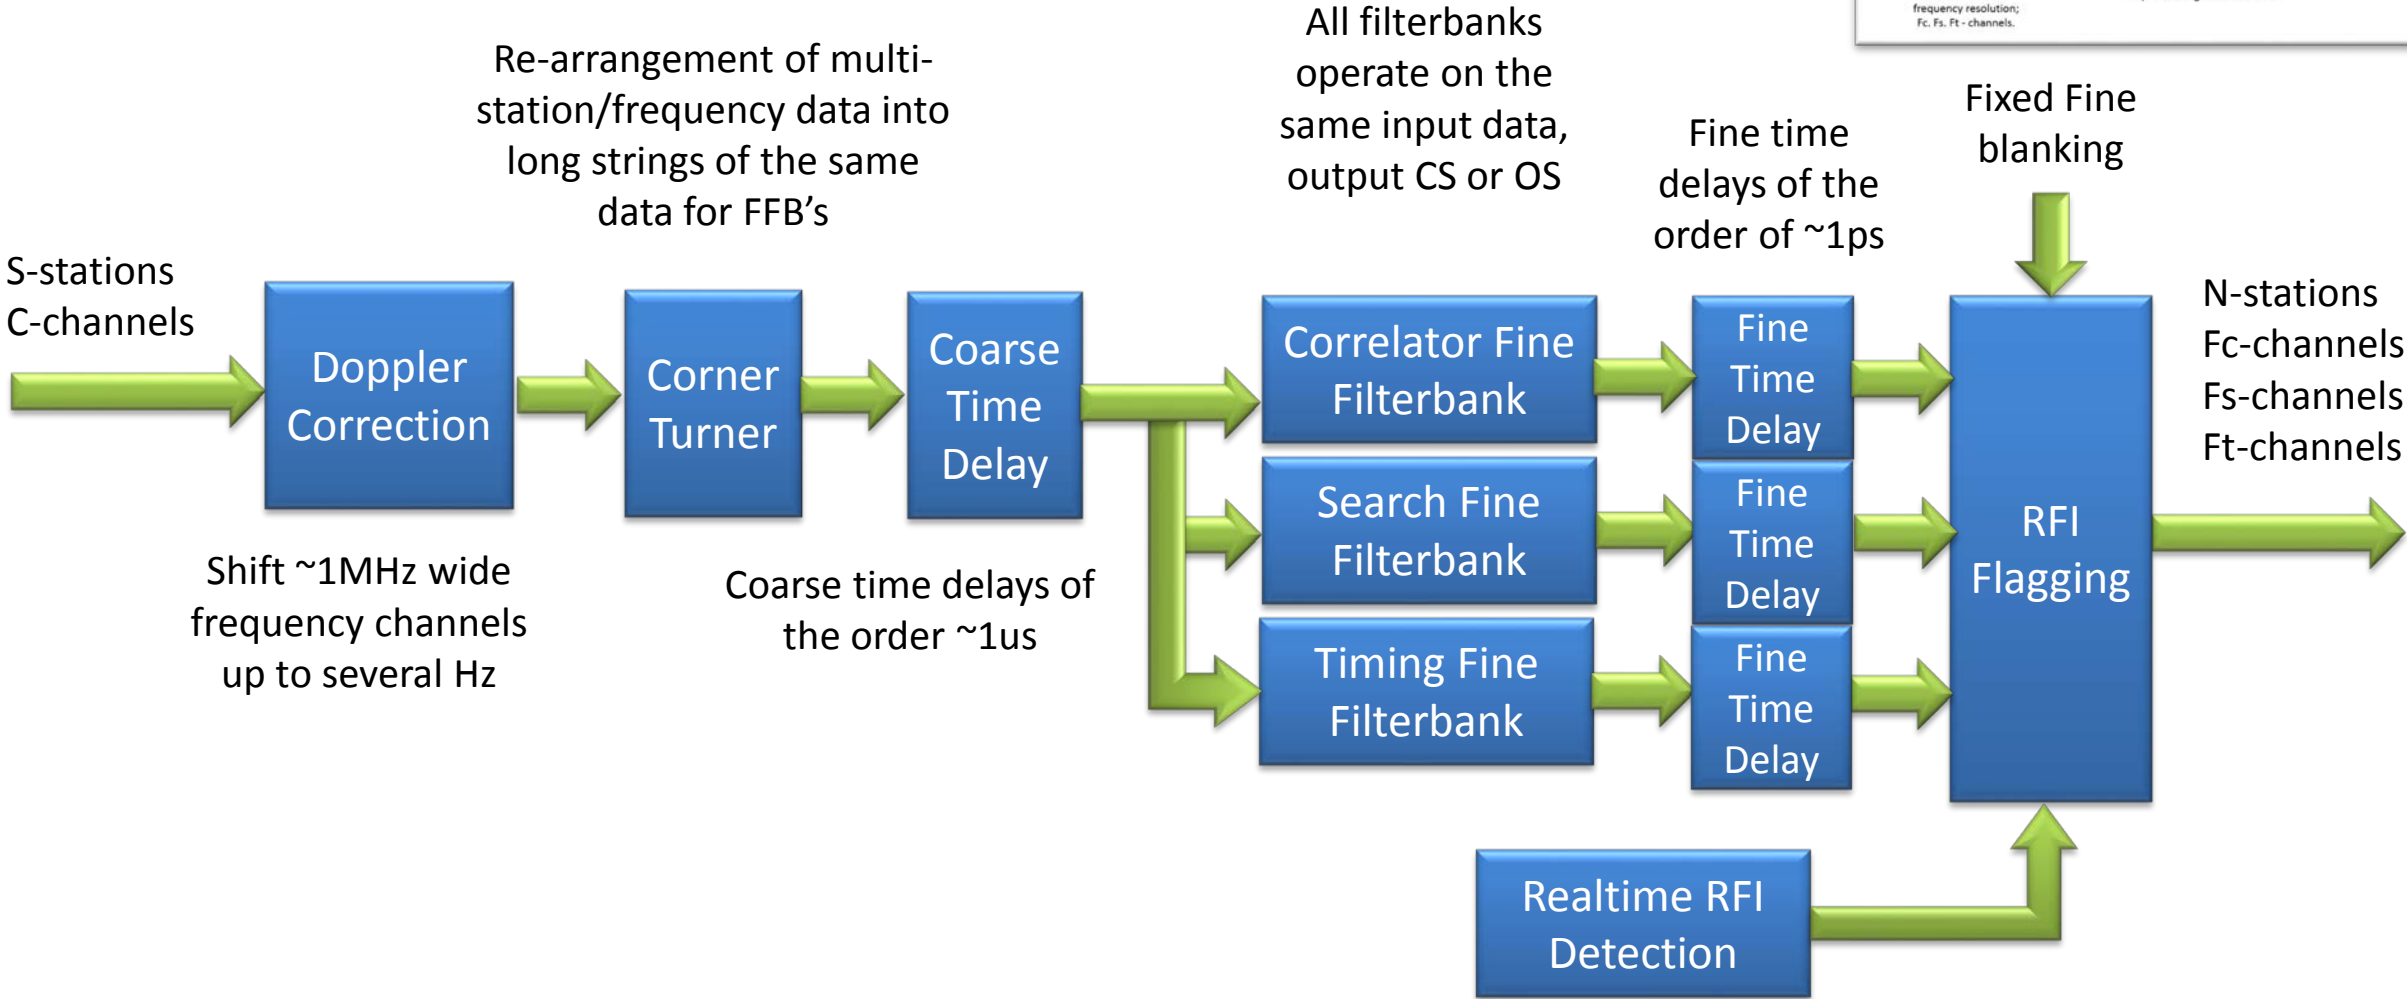 frequency resolution;
Fc. Fs. Ft - channels.
All filterbanks
operate on the
same input data,
output CS or OS
Re-arrangement of multi-
station/frequency data into
long strings of the same
data for FFB's
Fine time
delays of the
order of ~1ps
Fixed Fine
blanking
S-stations
C-channels
Doppler
Correction
Corner
Turner
Coarse
Time
Delay
Correlator Fine
Filterbank
Search Fine
Filterbank
Timing Fine
Filterbank
Fine
Time
Delay
Fine
Time
Delay
Fine
Time
Delay
RFI
Flagging
N-stations
Fc-channels
Fs-channels
Ft-channels
Shift ~1MHz wide
frequency channels
up to several Hz
Coarse time delays of
the order ~1us
Realtime RFI
Detection